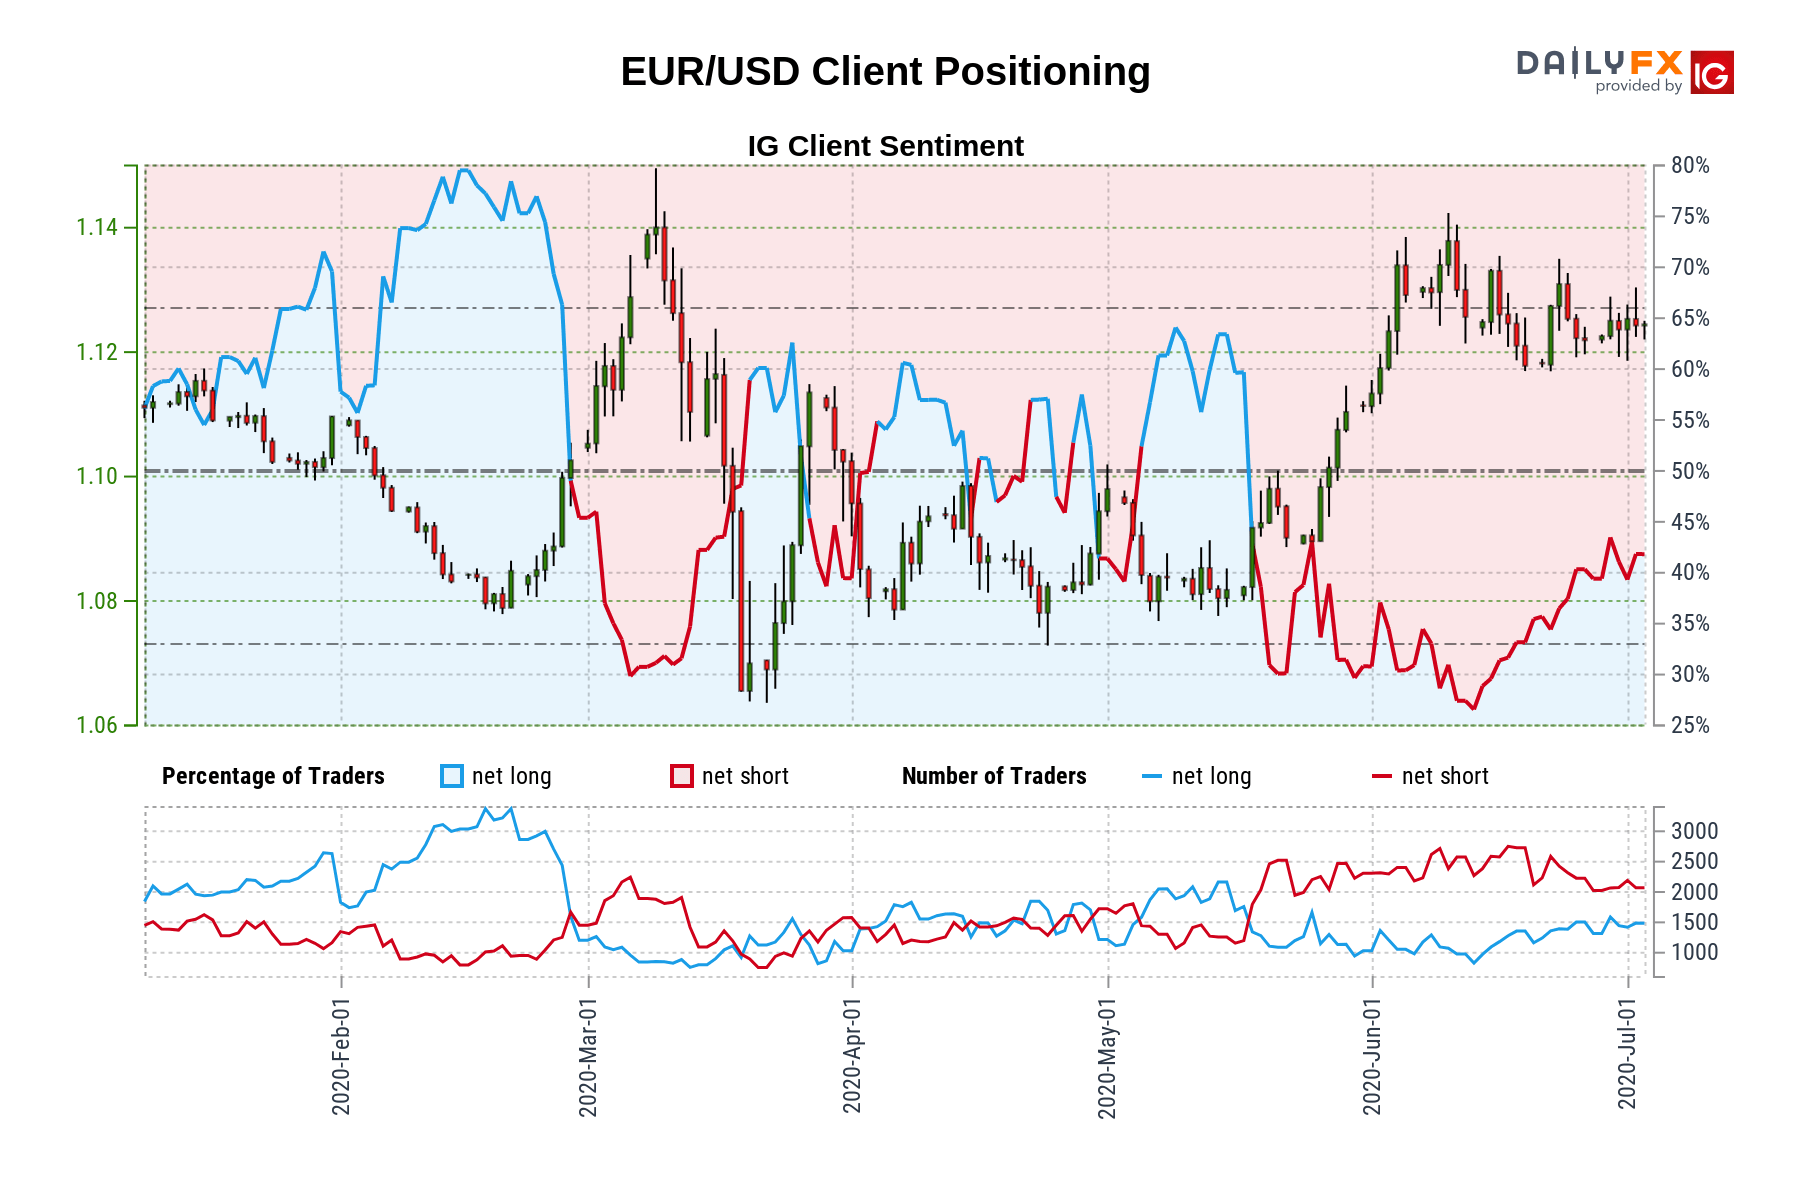 EUR/USD Client Positioning
DAILYFX
provided by IG
IG Client Sentiment
1.14
1.12
1.10
1.08
1.06
80%
75%
70%
65%
60%
55%
50%
45%
40%
35%
30%
25%
Percentage of Traders net long net short Number of Traders net long net short
3000
2500
2000
1500
1000
2020-Feb-01
2020-Mar-01
2020-Apr-01
2020-May-01
2020-Jun-01
2020-Jul-01